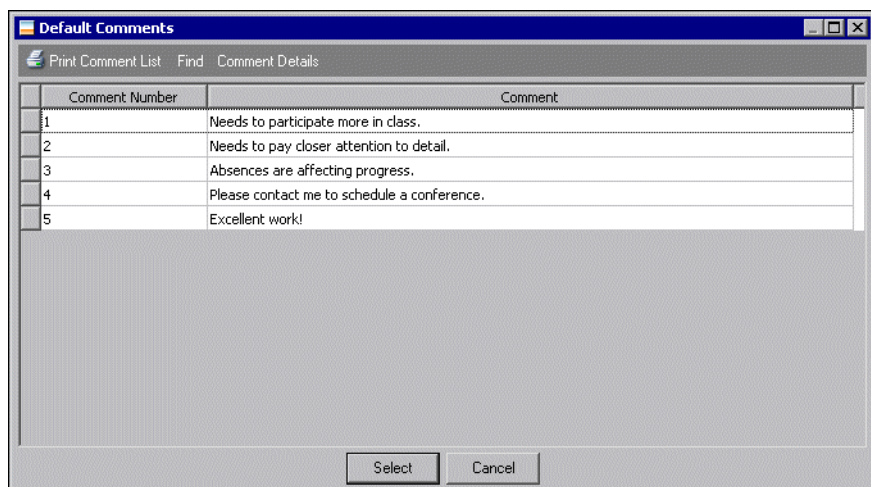 Default Comments
Print Comment List Find Comment Details
Comment Number Comment
1 Needs to participate more in class.
2 Needs to pay closer attention to detail.
3 Absences are affecting progress.
4 Please contact me to schedule a conference.
5 Excellent work!
Select Cancel